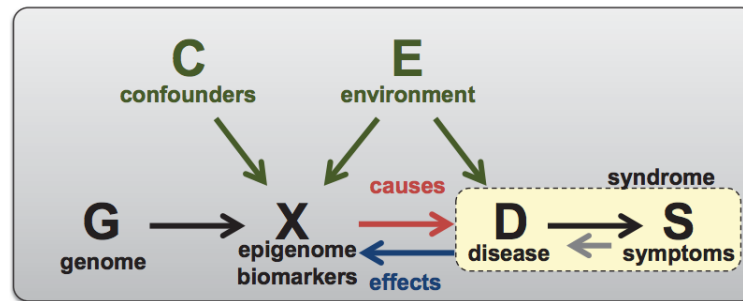 C
confounders
E
environment
G
genome
X
epigenome
biomarkers
causes
effects
syndrome
D
disease
S
symptoms